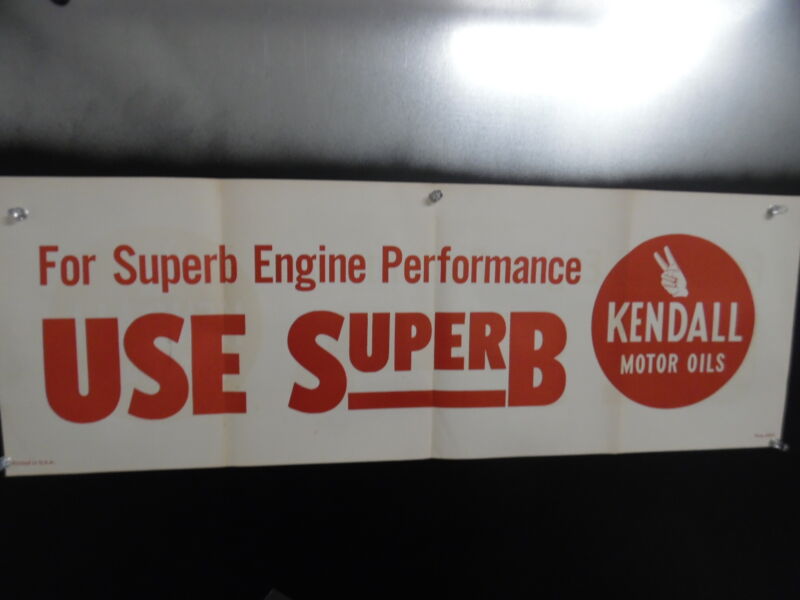 For Superb Engine Performance
USE SUPERB
KENDALL
MOTOR OILS